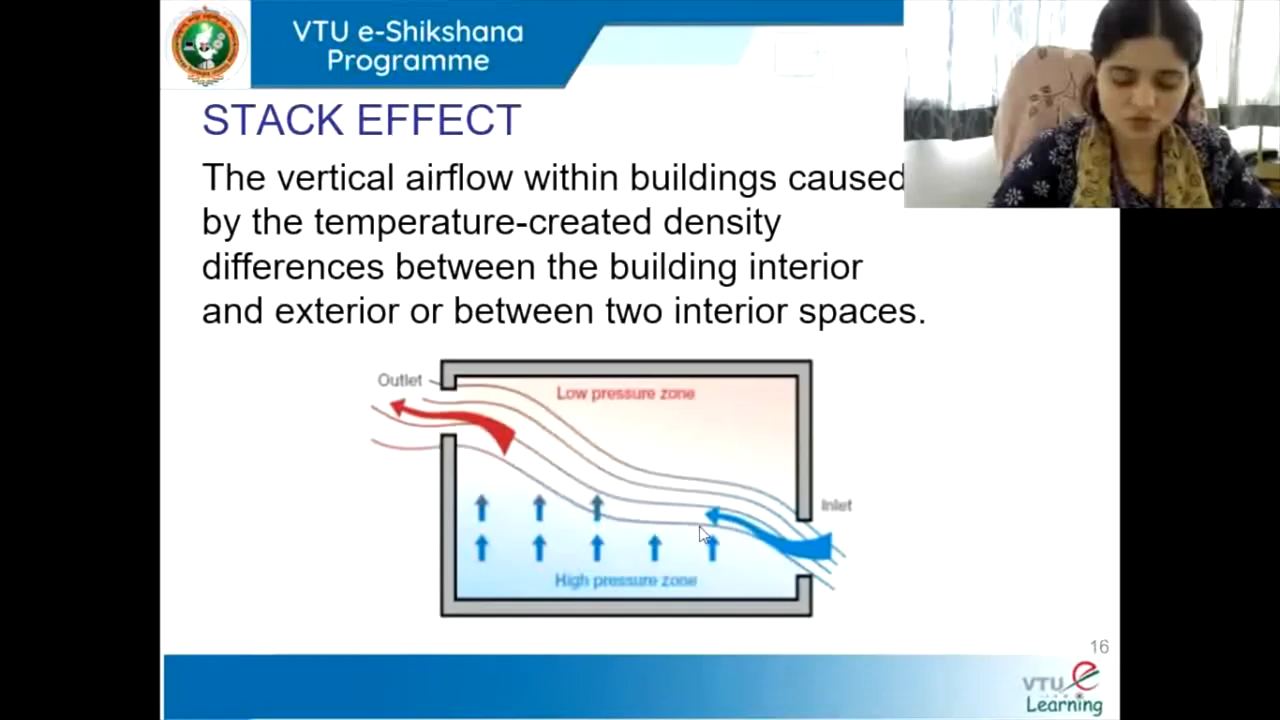 VTU e-Shikshana
Programme
STACK EFFECT
The vertical airflow within buildings caused
by the temperature-created density
differences between the building interior
and exterior or between two interior spaces.
Outlet
Low pressure zone
Inlet
High pressure zone
16
VTU e
Learning